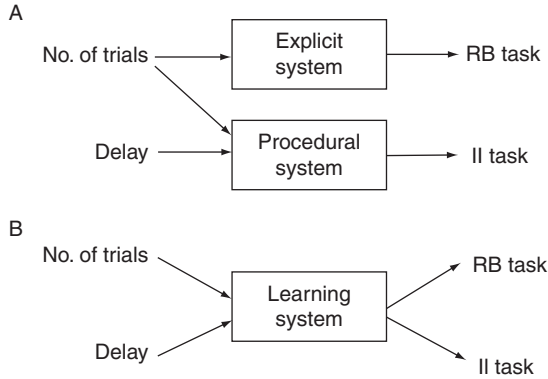 A
No. of trials
Explicit
system
RB task
Delay
Procedural
system
II task
B
No. of trials
Learning
system
RB task
Delay
II task